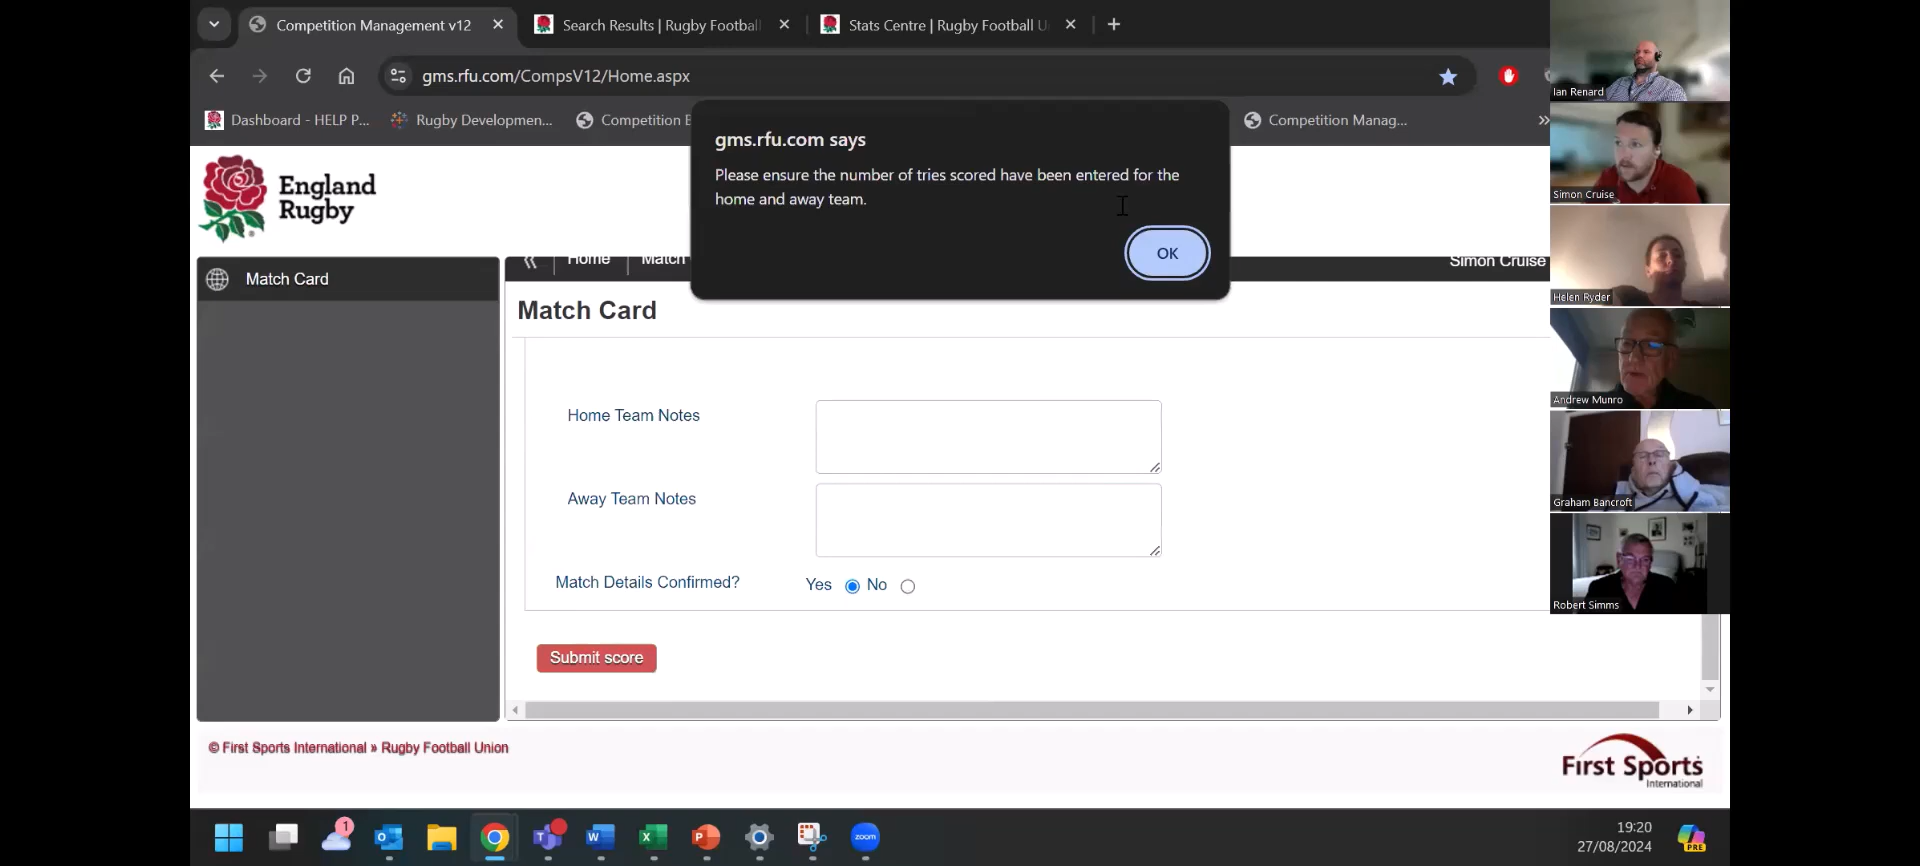 Competition Management v12
Search Results | Rugby Football
Stats Centre | Rugby Football U
gms.rfu.com/CompsV12/Home.aspx
Dashboard - HELP P...
Rugby Developmen...
Competition E
Competition Manag...
gms.rfu.com says
Please ensure the number of tries scored have been entered for the
home and away team.
OK
England
Rugby
Match Card
Home
Match
Simon Cruise
Match Card
Home Team Notes
Away Team Notes
Match Details Confirmed?
Yes
No
Submit score
© First Sports International » Rugby Football Union
First Sports
International
Ian Renard
Simon Cruise
Helen Ryder
Andrew Munro
Graham Bancroft
Robert Simms
1
T
W
X
P
zoom
19:20
27/08/2024
PRE